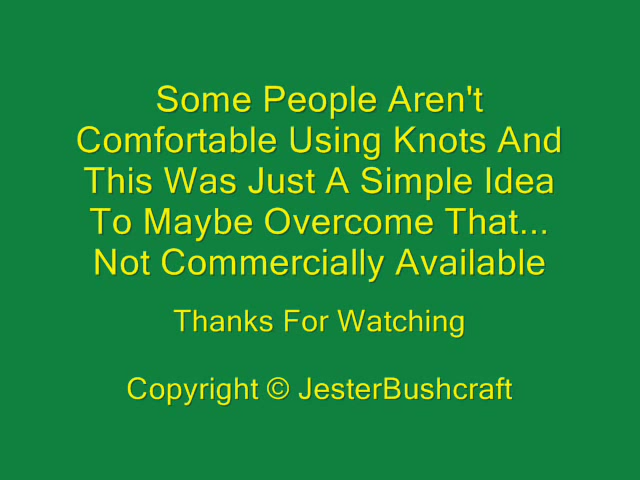 Some People Aren't
Comfortable Using Knots And
This Was Just A Simple Idea
To Maybe Overcome That...
Not Commercially Available
Thanks For Watching
Copyright © JesterBushcraft